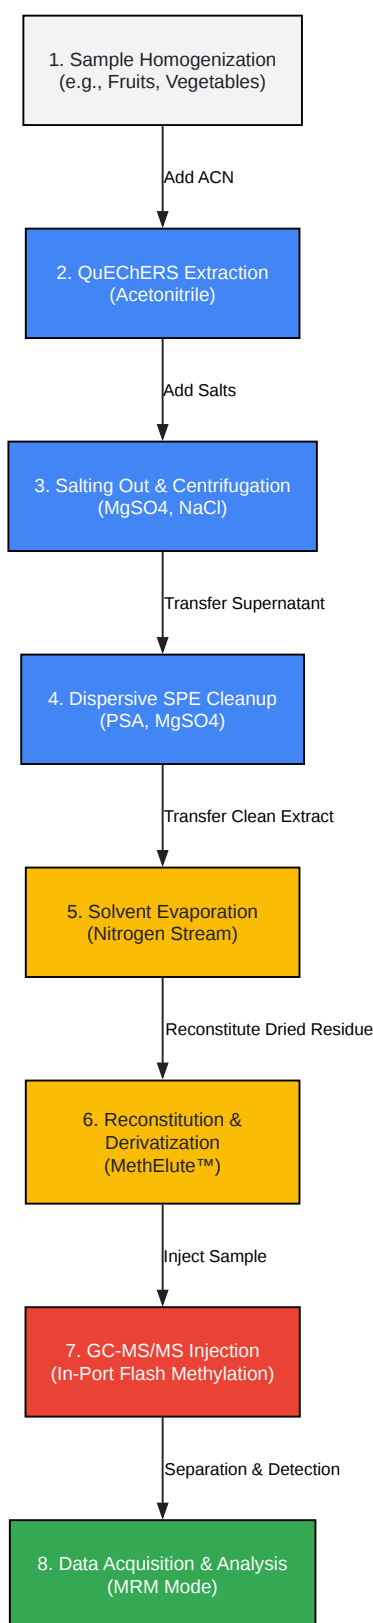 1. Sample Homogenization
(e.g., Fruits, Vegetables)
Add ACN
2. QuEChERS Extraction
(Acetonitrile)
Add Salts
3. Salting Out & Centrifugation
(MgSO4, NaCl)
Transfer Supernatant
4. Dispersive SPE Cleanup
(PSA, MgSO4)
Transfer Clean Extract
5. Solvent Evaporation
(Nitrogen Stream)
Reconstitute Dried Residue
6. Reconstitution &
Derivatization
(MethElute™)
Inject Sample
7. GC-MS/MS Injection
(In-Port Flash Methylation)
Separation & Detection
8. Data Acquisition & Analysis
(MRM Mode)